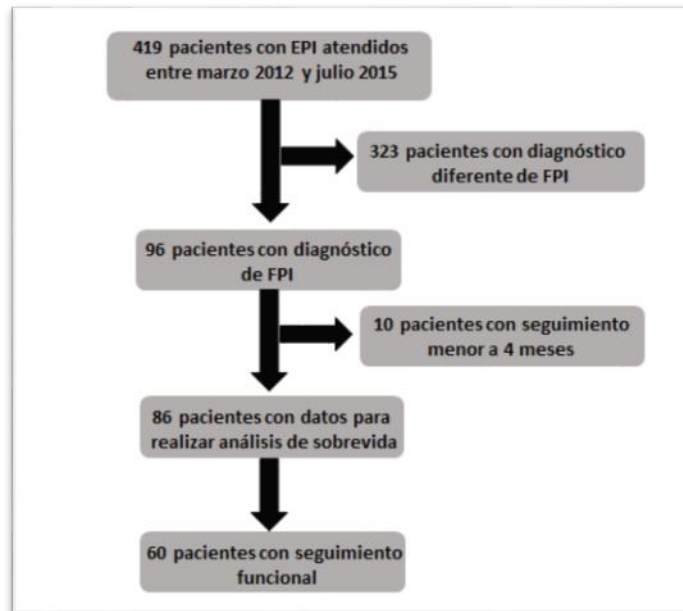 419 pacientes con EPI atendidos
entre marzo 2012 y julio 2015
323 pacientes con diagnóstico
diferente de FPI
96 pacientes con diagnóstico
de FPI
10 pacientes con seguimiento
menor a 4 meses
86 pacientes con datos para
realizar análisis de sobrevida
60 pacientes con seguimiento
funcional